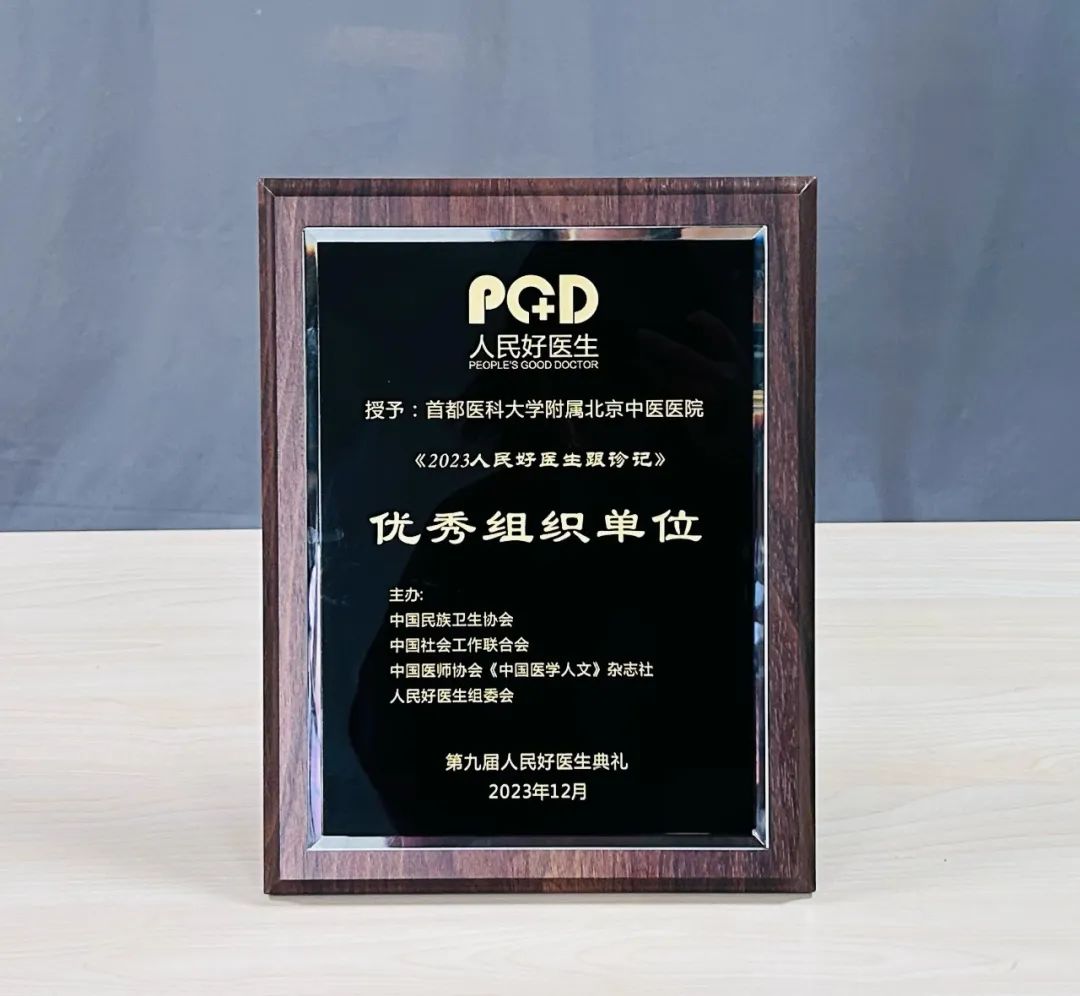 PGD
人民好医生
PEOPLE'S GOOD DOCTOR
授予：首都医科大学附属北京中医医院
《2023人民好医生跟诊记》
优秀组织单位
主办:
中国民族卫生协会
中国社会工作联合会
中国医师协会《中国医学人文》杂志社
人民好医生组委会
第九届人民好医生典礼
2023年12月